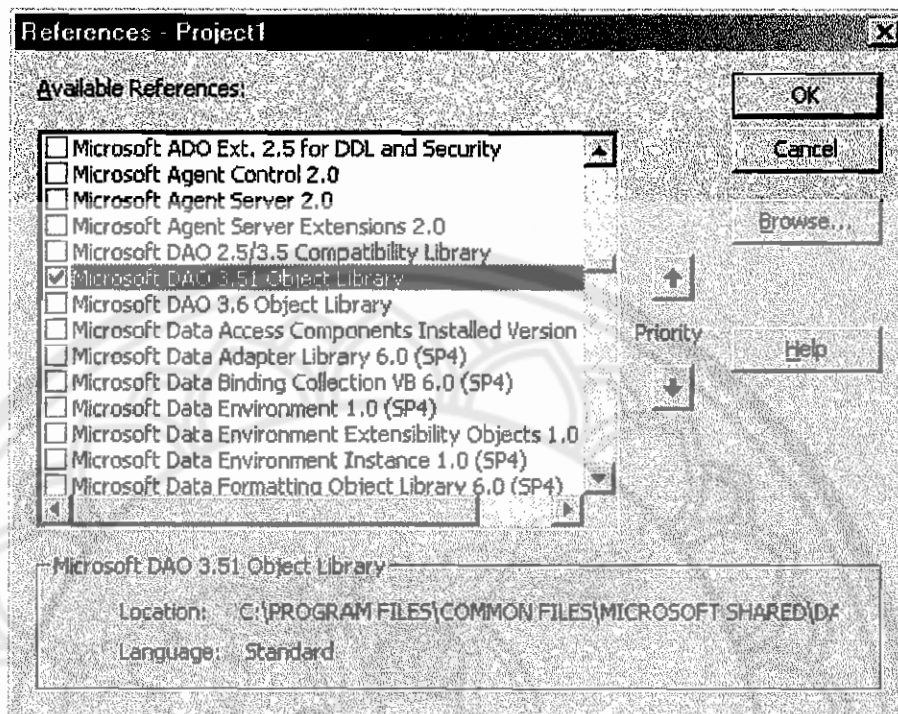 References - Project1
Available References:
OK
Cancel
Browse...
Priority
Help
Microsoft ADO Ext. 2.5 for DDL and Security
Microsoft Agent Control 2.0
Microsoft Agent Server 2.0
Microsoft Agent Server Extensions 2.0
Microsoft DAO 2.5/3.5 Compatibility Library
Microsoft DAO 3.51 Object Library
Microsoft DAO 3.6 Object Library
Microsoft Data Access Components Installed Version
Microsoft Data Adapter Library 6.0 (SP4)
Microsoft Data Binding Collection VB 6.0 (SP4)
Microsoft Data Environment 1.0 (SP4)
Microsoft Data Environment Extensibility Objects 1.0
Microsoft Data Environment Instance 1.0 (SP4)
Microsoft Data Formatting Object Library 6.0 (SP4)
Microsoft DAO 3.51 Object Library
Location: C:\PROGRAM FILES\COMMON FILES\MICROSOFT SHARED\DA
Language: Standard